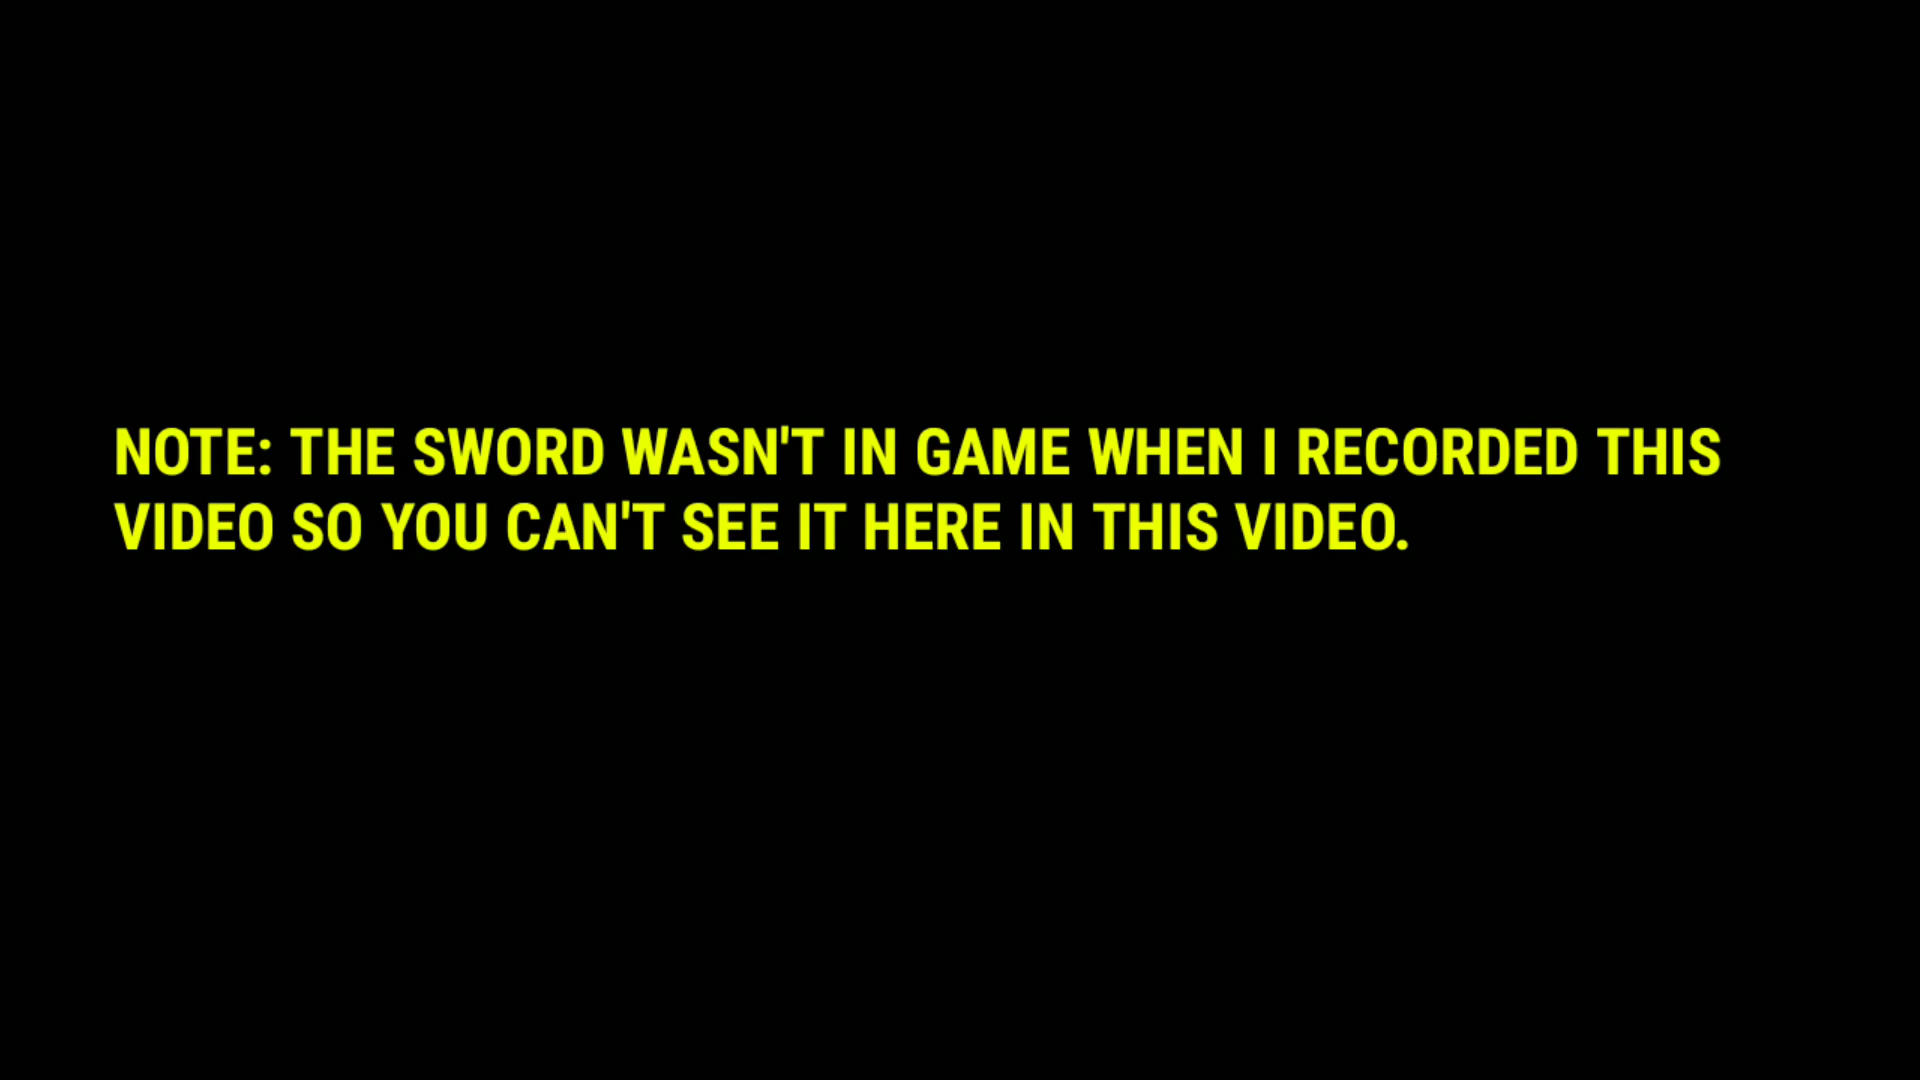 NOTE: THE SWORD WASN'T IN GAME WHEN I RECORDED THIS
VIDEO SO YOU CAN'T SEE IT HERE IN THIS VIDEO.